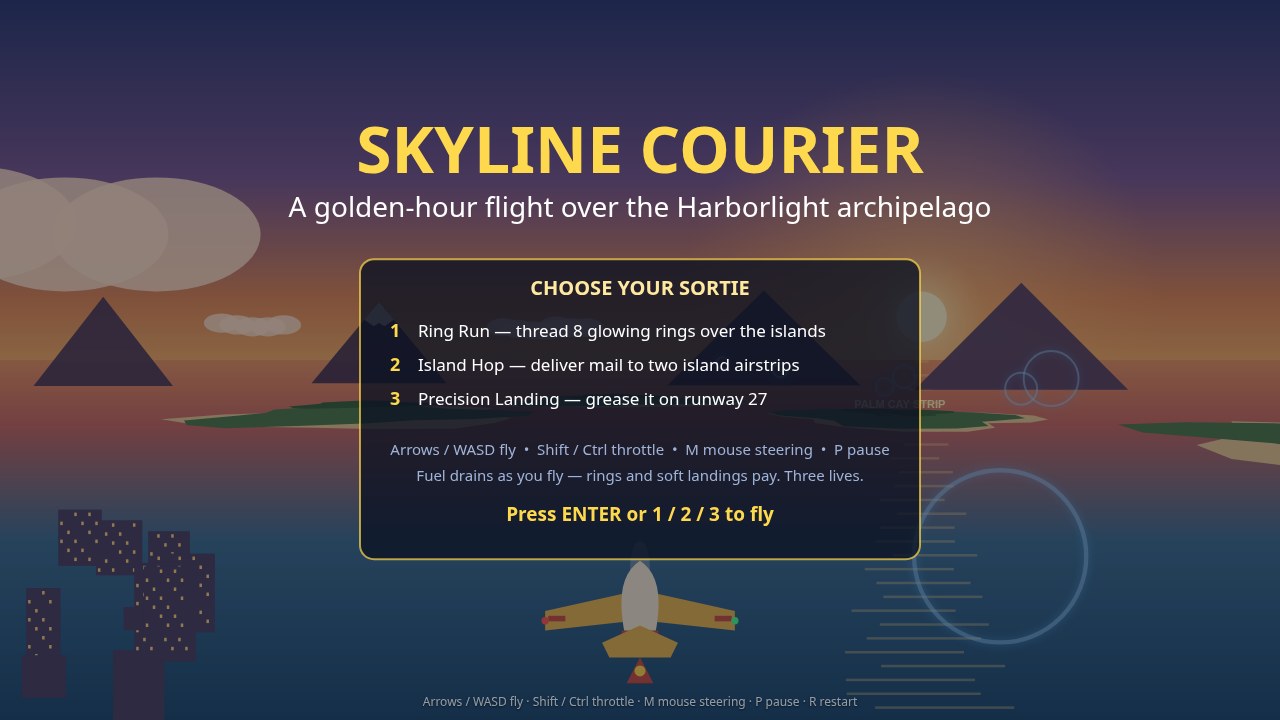 SKYLINE COURIER
A golden-hour flight over the Harborlight archipelago
CHOOSE YOUR SORTIE
1 Ring Run — thread 8 glowing rings over the islands
2 Island Hop — deliver mail to two island airstrips
3 Precision Landing — grease it on runway 27
PALM CAY STRIP
Arrows / WASD fly • Shift / Ctrl throttle • M mouse steering • P pause
Fuel drains as you fly — rings and soft landings pay. Three lives.
Press ENTER or 1 / 2 / 3 to fly
Arrows / WASD fly · Shift / Ctrl throttle · M mouse steering · P pause · R restart